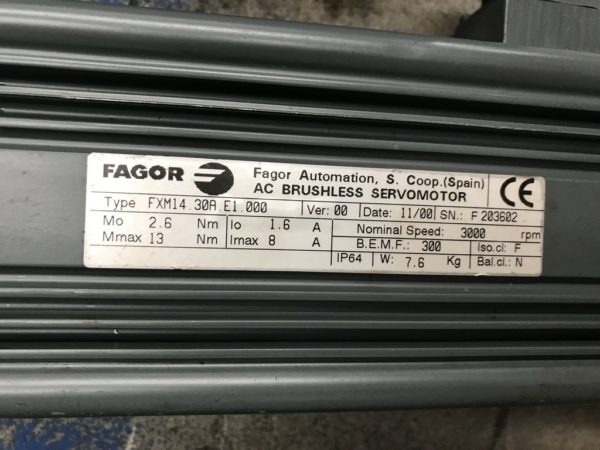 FAGOR
Fagor Automation, S. Coop.(Spain)
AC BRUSHLESS SERVOMOTOR
CE
Type FXM14.30A.E1.000 Ver: 00 Date: 11/00 SN.: F 203602
Mo 2.6 Nm Io 1.6 A Nominal Speed: 3000 rpm
Mmax 13 Nm Imax 8 A B.E.M.F.: 300 Iso.cl: F
IP64 W: 7.6 Kg Bal.cl.: N